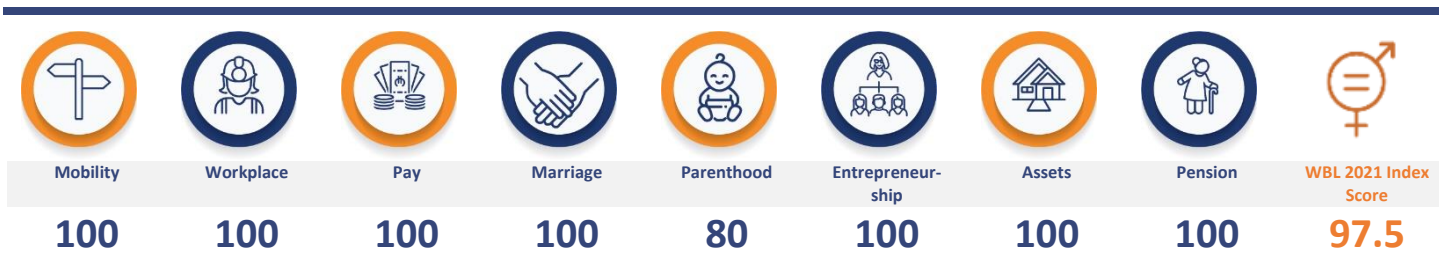 Mobility Workplace Pay Marriage Parenthood Entrepreneur- Assets Pension WBL 2021 Index
ship Score
100 100 100 100 80 100 100 100 97.5